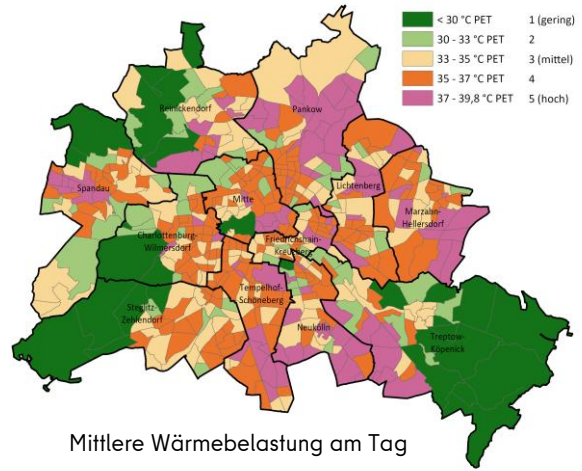 < 30 °C PET 1 (gering)
30 - 33 °C PET 2
33 - 35 °C PET 3 (mittel)
35 - 37 °C PET 4
37 - 39,8 °C PET 5 (hoch)
Reinickendorf
Pankow
Spandau
Mitte
Lichtenberg
Marzahn-
Hellersdorf
Charlottenburg-
Wilmersdorf
Friedrichshain-
Kreuzberg
Tempelhof-
Schöneberg
Steglitz-
Zehlendorf
Neukölln
Treptow-
Köpenick
Mittlere Wärmebelastung am Tag